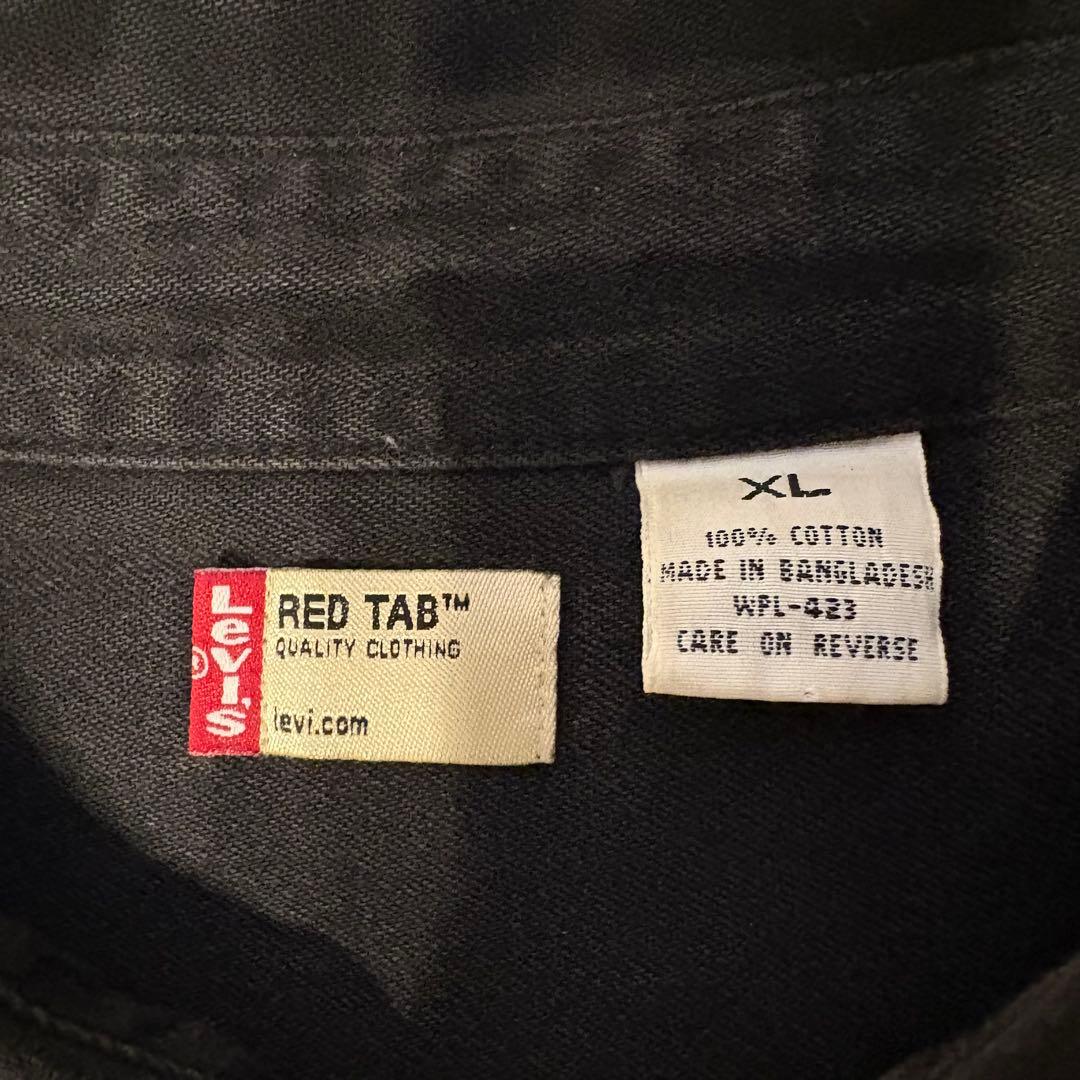 Levi's
®
RED TAB™
QUALITY CLOTHING
levi.com
XL
100% COTTON
MADE IN BANGLADESH
WPL-423
CARE ON REVERSE